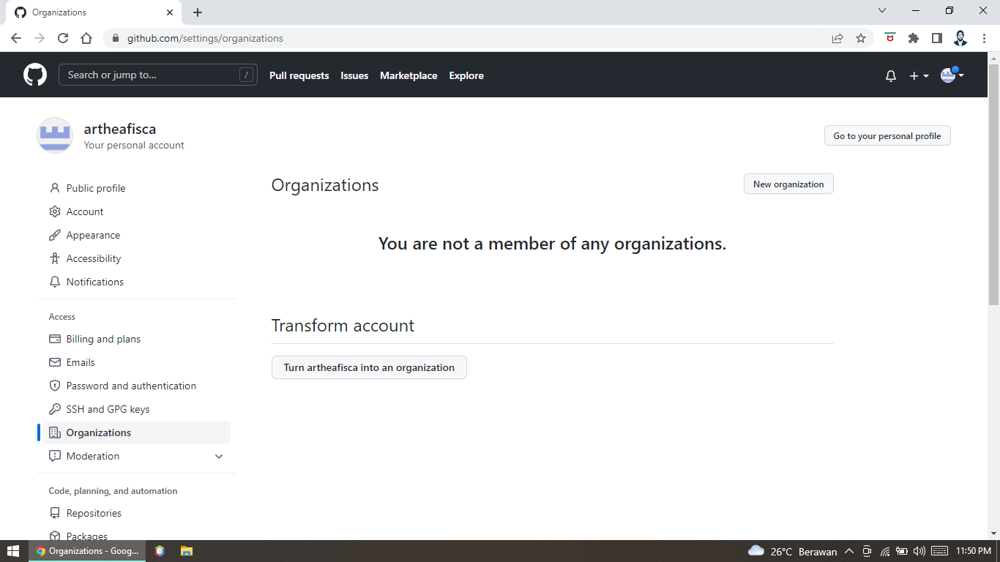 Organizations
github.com/settings/organizations
Search or jump to... /
Pull requests Issues Marketplace Explore
artheafisca
Your personal account
Go to your personal profile
Public profile
Account
Appearance
Accessibility
Notifications
Access
Billing and plans
Emails
Password and authentication
SSH and GPG keys
Organizations
Moderation
Code, planning, and automation
Repositories
Packages
Organizations
New organization
You are not a member of any organizations.
Transform account
Turn artheafisca into an organization
Organizations - Goog...
26°C Berawan
11:50 PM